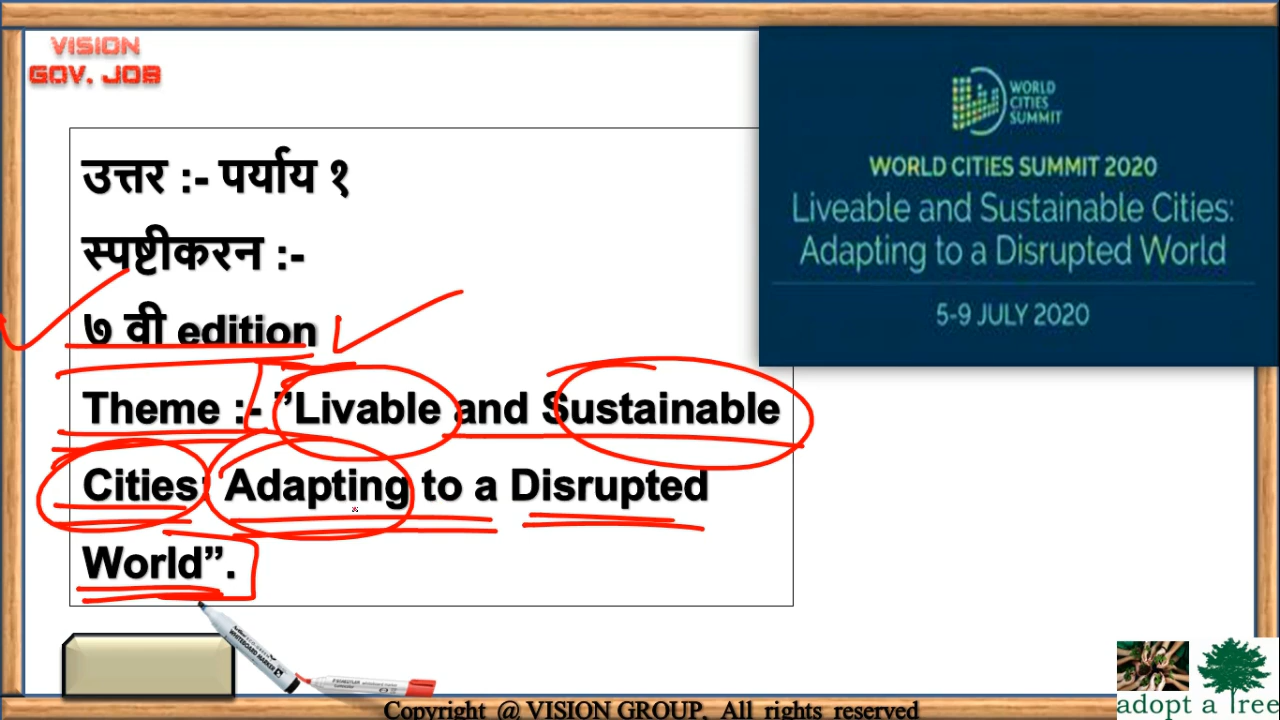 VISION
GOV. JOB
उत्तर :- पर्याय १
स्पष्टीकरन :-
७ वी edition
Theme :- ”Livable and Sustainable
Cities: Adapting to a Disrupted
World”.
WORLD
CITIES
SUMMIT
WORLD CITIES SUMMIT 2020
Liveable and Sustainable Cities:
Adapting to a Disrupted World
5-9 JULY 2020
WHITEBOARD MARKER
adopt a Tree
Copyright @ VISION GROUP, All rights reserved